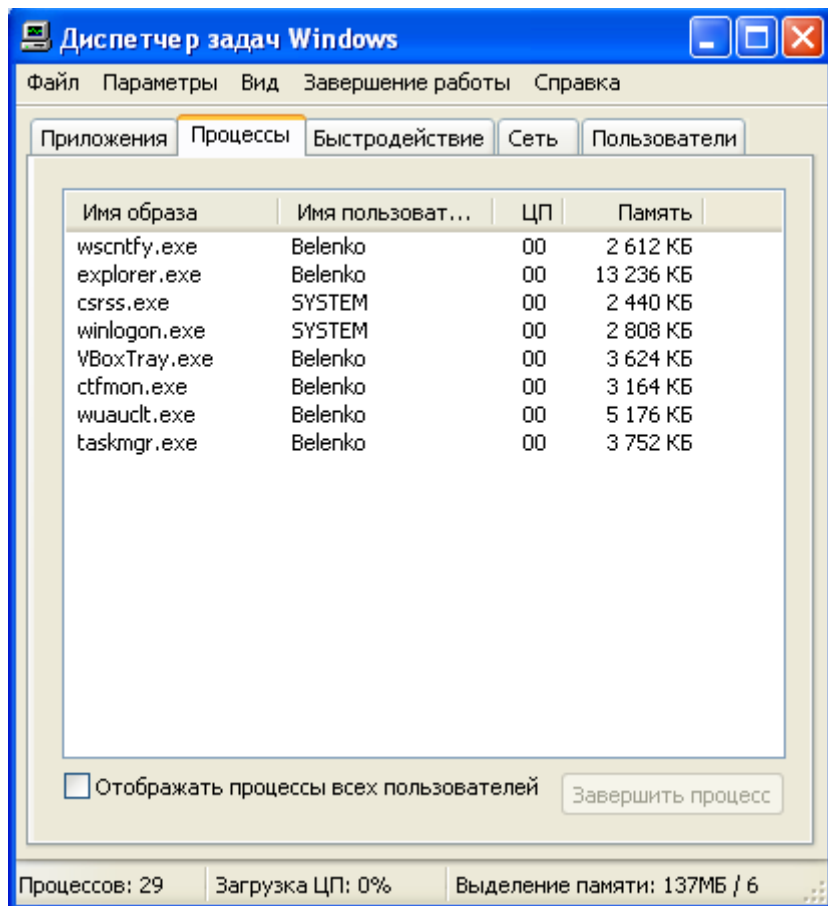 Диспетчер задач Windows
Файл Параметры Вид Завершение работы Справка
Приложения Процессы Быстродействие Сеть Пользователи
Имя образа Имя пользоват... ЦП Память
wscntfy.exe Belenko 00 2 612 КБ
explorer.exe Belenko 00 13 236 КБ
csrss.exe SYSTEM 00 2 440 КБ
winlogon.exe SYSTEM 00 2 808 КБ
VBoxTray.exe Belenko 00 3 624 КБ
ctfmon.exe Belenko 00 3 164 КБ
wuauclt.exe Belenko 00 5 176 КБ
taskmgr.exe Belenko 00 3 752 КБ
Отображать процессы всех пользователей Завершить процесс
Процессов: 29 Загрузка ЦП: 0% Выделение памяти: 137МБ / 6